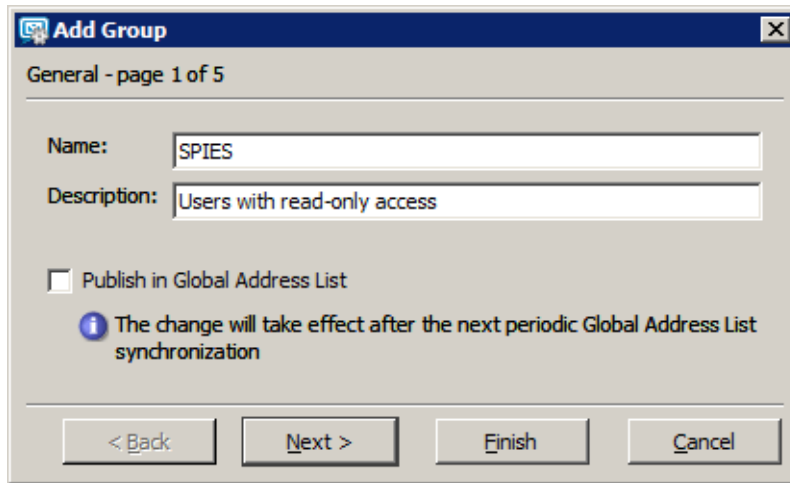 Add Group
General - page 1 of 5
Name: SPIES
Description: Users with read-only access
Publish in Global Address List
The change will take effect after the next periodic Global Address List
synchronization
< Back Next > Finish Cancel